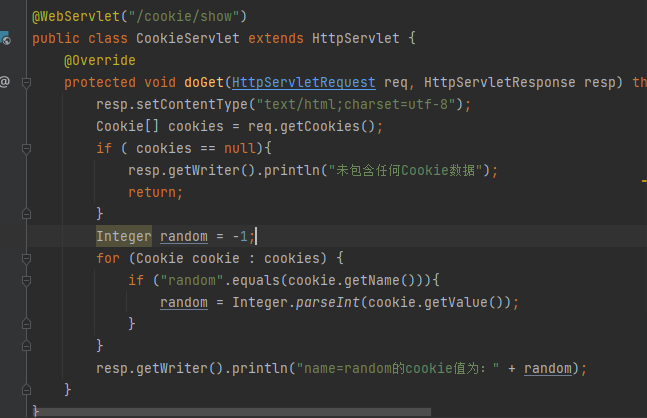 @WebServlet("/cookie/show")
public class CookieServlet extends HttpServlet {
@Override
@ protected void doGet(HttpServletRequest req, HttpServletResponse resp) th
resp.setContentType("text/html;charset=utf-8");
Cookie[] cookies = req.getCookies();
if ( cookies == null){
resp.getWriter().println("未包含任何Cookie数据");
return;
}
Integer random = -1;
for (Cookie cookie : cookies) {
if ("random".equals(cookie.getName())){
random = Integer.parseInt(cookie.getValue());
}
}
resp.getWriter().println("name=random的cookie值为：" + random);
}
}